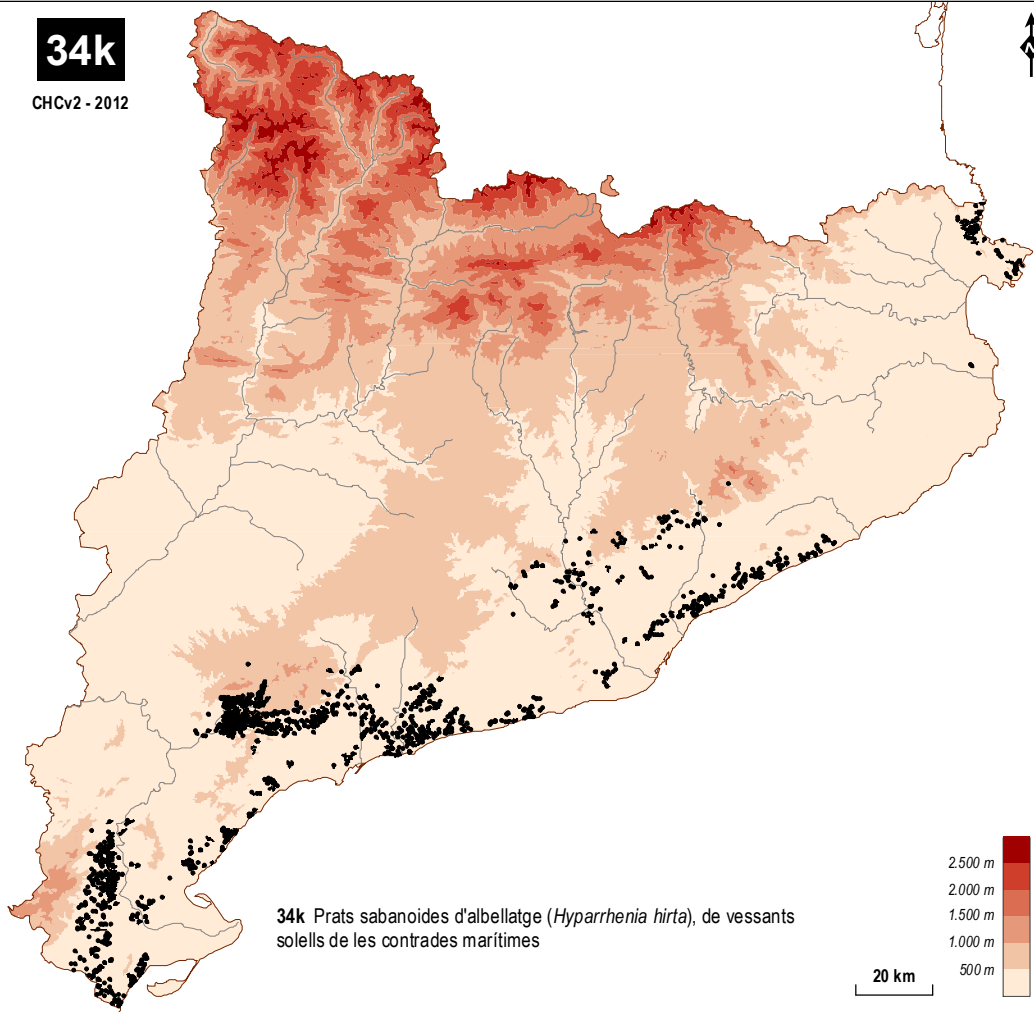 34k
CHCv2 - 2012
N
2.500 m
2.000 m
1.500 m
1.000 m
500 m
34k Prats sabanoides d'albellatge (Hyparrhenia hirta), de vessants
solells de les contrades marítimes
20 km